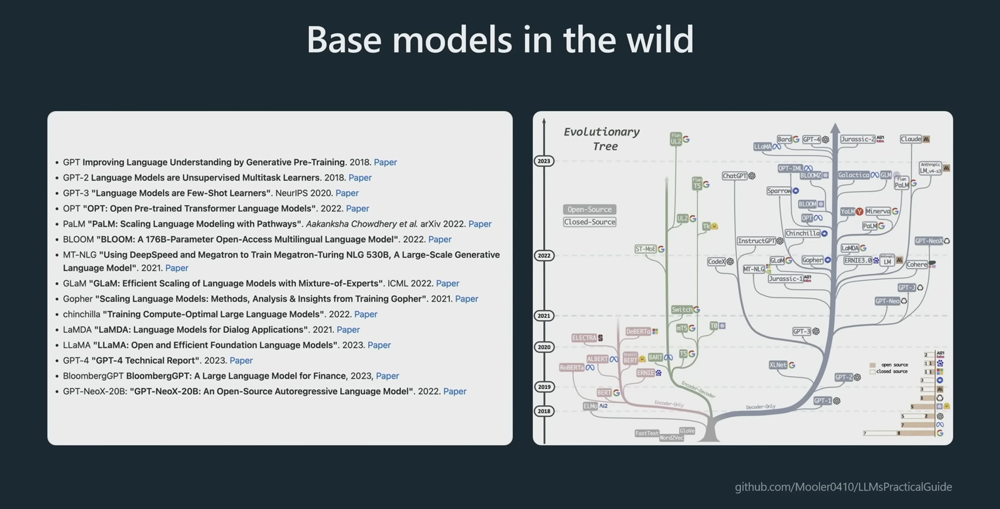 Base models in the wild
• GPT Improving Language Understanding by Generative Pre-Training. 2018. Paper
• GPT-2 Language Models are Unsupervised Multitask Learners. 2018. Paper
• GPT-3 "Language Models are Few-Shot Learners". NeurIPS 2020. Paper
• OPT "OPT: Open Pre-trained Transformer Language Models". 2022. Paper
• PaLM "PaLM: Scaling Language Modeling with Pathways". Aakanksha Chowdhery et al. arXiv 2022. Paper
• BLOOM "BLOOM: A 176B-Parameter Open-Access Multilingual Language Model". 2022. Paper
• MT-NLG "Using DeepSpeed and Megatron to Train Megatron-Turing NLG 530B, A Large-Scale Generative
Language Model". 2021. Paper
• GLaM "GLaM: Efficient Scaling of Language Models with Mixture-of-Experts". ICML 2022. Paper
• Gopher "Scaling Language Models: Methods, Analysis & Insights from Training Gopher". 2021. Paper
• chinchilla "Training Compute-Optimal Large Language Models". 2022. Paper
• LaMDA "LaMDA: Language Models for Dialog Applications". 2021. Paper
• LLaMA "LLaMA: Open and Efficient Foundation Language Models". 2023. Paper
• GPT-4 "GPT-4 Technical Report". 2023. Paper
• BloombergGPT BloombergGPT: A Large Language Model for Finance, 2023, Paper
• GPT-NeoX-20B: "GPT-NeoX-20B: An Open-Source Autoregressive Language Model". 2022. Paper
Evolutionary
Tree
Open-Source
Closed-Source
2023
2022
2021
2020
2019
2018
Flan
UL2
Flan
T5
UL2
Tk
ST-MoE
Switch
mT5
T0
BART
T5
Encoder-Decoder
ELECTRA
DeBERTa
ALBERT
Distill
BERT
RoBERTa
ERNIE
BERT
Encoder-Only
ELMo Ai2
FastText
GloVe
Word2Vec
Bard
GPT-4
Jurassic-2 AI21 labs
Claude A\
LLaMA
Anthropic
LM_v4-s3 A\
OPT-IML
BLOOMZ
Galactica
GLM
Flan
PaLM
ChatGPT
Sparrow
BLOOM
YaLM Y
Minerva
OPT
PaLM
Chinchilla
InstructGPT
GPT-NeoX
LaMDA
CodeX
GLaM
Gopher
ERNIE3.0
Anthropic
LM A\
Cohere
MT-NLG
Jurassic-1 AI21 labs
GPT-J
GPT-Neo
GPT-3
XLNet
GPT-2
GPT-1
Decoder-Only
open source
closed source
2 AI21 labs
1 1
1 1
3
3 A\
3
5
5 2
7
7 8
github.com/Mooler0410/LLMsPracticalGuide